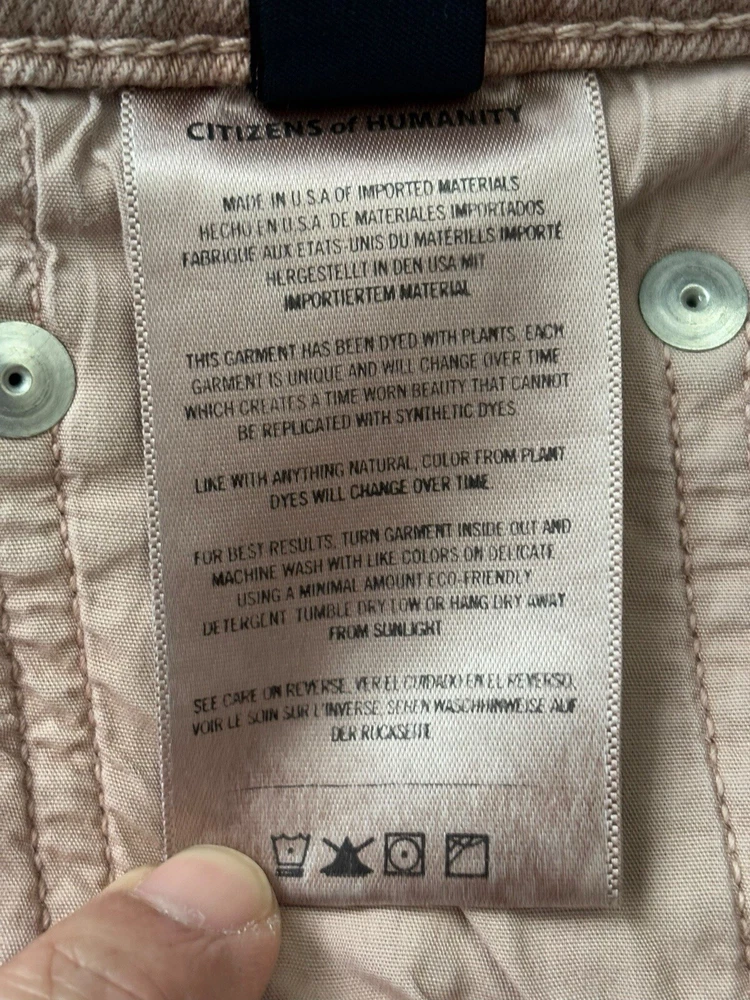 CITIZENS of HUMANITY
MADE IN U.S.A OF IMPORTED MATERIALS
HECHO EN U.S.A. DE MATERIALES IMPORTADOS
FABRIQUE AUX ETATS-UNIS DU MATERIELS IMPORTÉ
HERGESTELLT IN DEN USA MIT
IMPORTIERTEM MATERIAL
THIS GARMENT HAS BEEN DYED WITH PLANTS. EACH
GARMENT IS UNIQUE AND WILL CHANGE OVER TIME
WHICH CREATES A TIME WORN BEAUTY THAT CANNOT
BE REPLICATED WITH SYNTHETIC DYES
LIKE WITH ANYTHING NATURAL, COLOR FROM PLANT
DYES WILL CHANGE OVER TIME
FOR BEST RESULTS, TURN GARMENT INSIDE OUT AND
MACHINE WASH WITH LIKE COLORS ON DELICATE
USING A MINIMAL AMOUNT ECO-FRIENDLY
DETERGENT TUMBLE DRY LOW OR HANG DRY AWAY
FROM SUNLIGHT
SEE CARE ON REVERSE. VER EL CUIDADO EN EL REVERSO.
VOIR LE SOIN SUR L'INVERSE. SEHEN WASCHHINWEISE AUF
DER RUCKSEITE